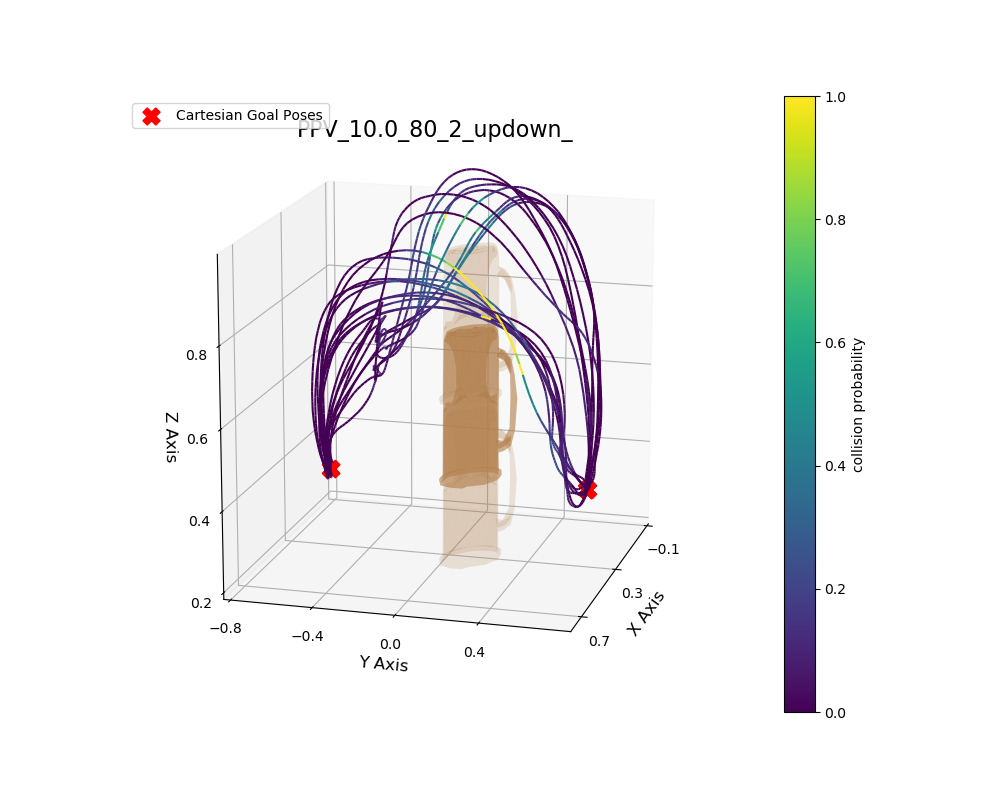 Cartesian Goal Poses
PPV_10.0_80_2_updown_
1.0
0.8
0.6
0.4
0.2
0.0
collision probability
Z Axis
0.8
0.6
0.4
0.2
−0.8
−0.4
0.0
0.4
Y Axis
−0.1
0.3
0.7
X Axis